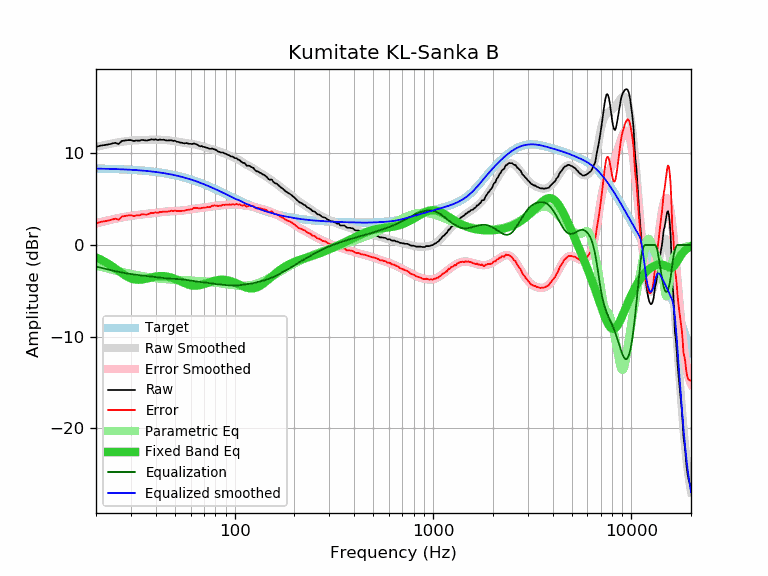 Kumitate KL-Sanka B
10
0
−10
−20
Amplitude (dBr)
Target
Raw Smoothed
Error Smoothed
Raw
Error
Parametric Eq
Fixed Band Eq
Equalization
Equalized smoothed
100
1000
10000
Frequency (Hz)